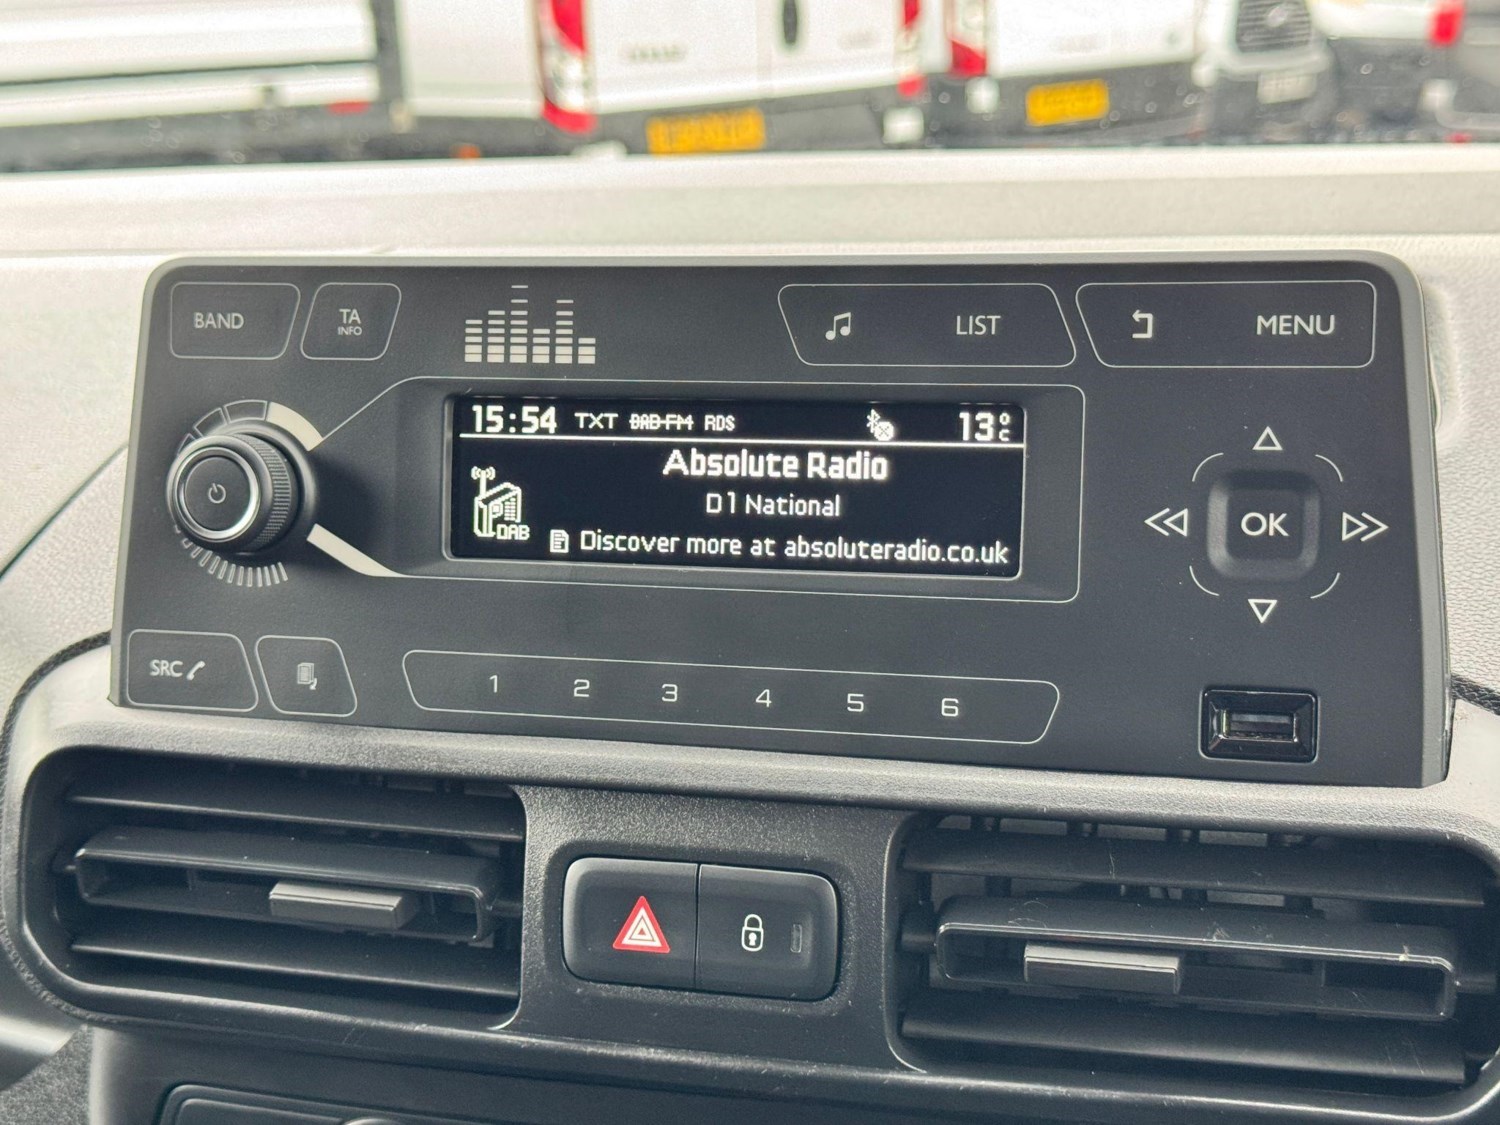 BAND
TA
INFO
LIST
MENU
15:54 TXT DAB-FM RDS 13°C
Absolute Radio
D1 National
DAB
Discover more at absoluteradio.co.uk
OK
SRC
1 2 3 4 5 6